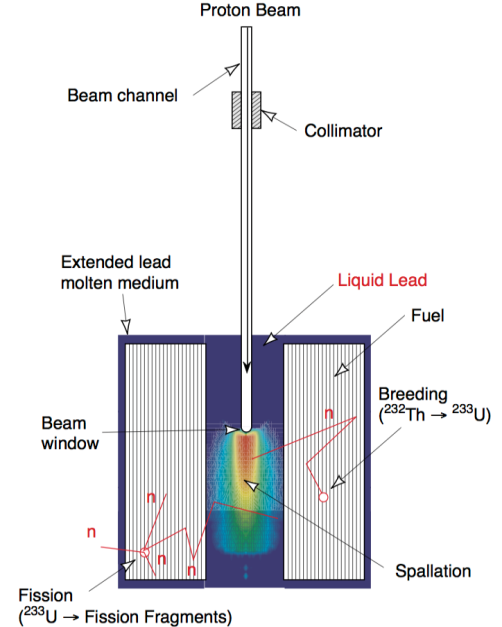 Proton Beam
Beam channel
Collimator
Extended lead
molten medium
Liquid Lead
Fuel
Breeding
(²³²Th → ²³³U)
n
Beam
window
n
n
n
n
Spallation
Fission
(²³³U → Fission Fragments)